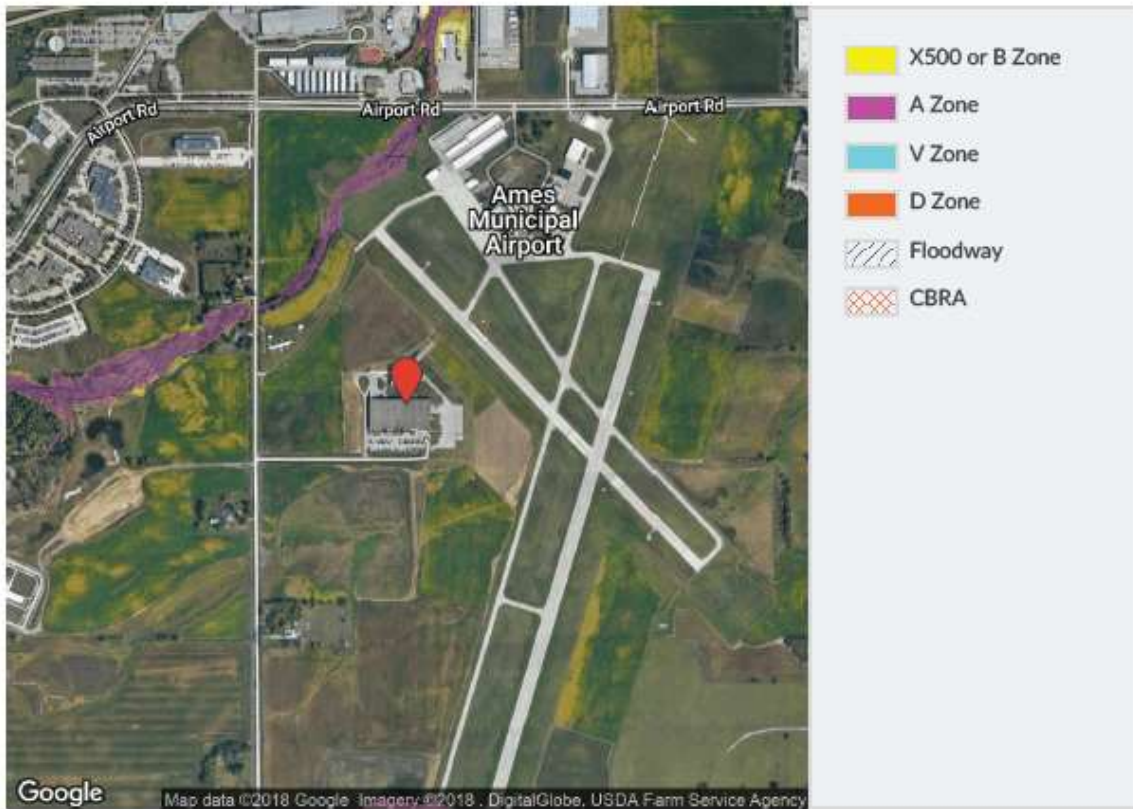 Airport Rd
Airport Rd
Airport Rd
Ames
Municipal
Airport
Google
Map data ©2018 Google Imagery ©2018 , DigitalGlobe, USDA Farm Service Agency
X500 or B Zone
A Zone
V Zone
D Zone
Floodway
CBRA